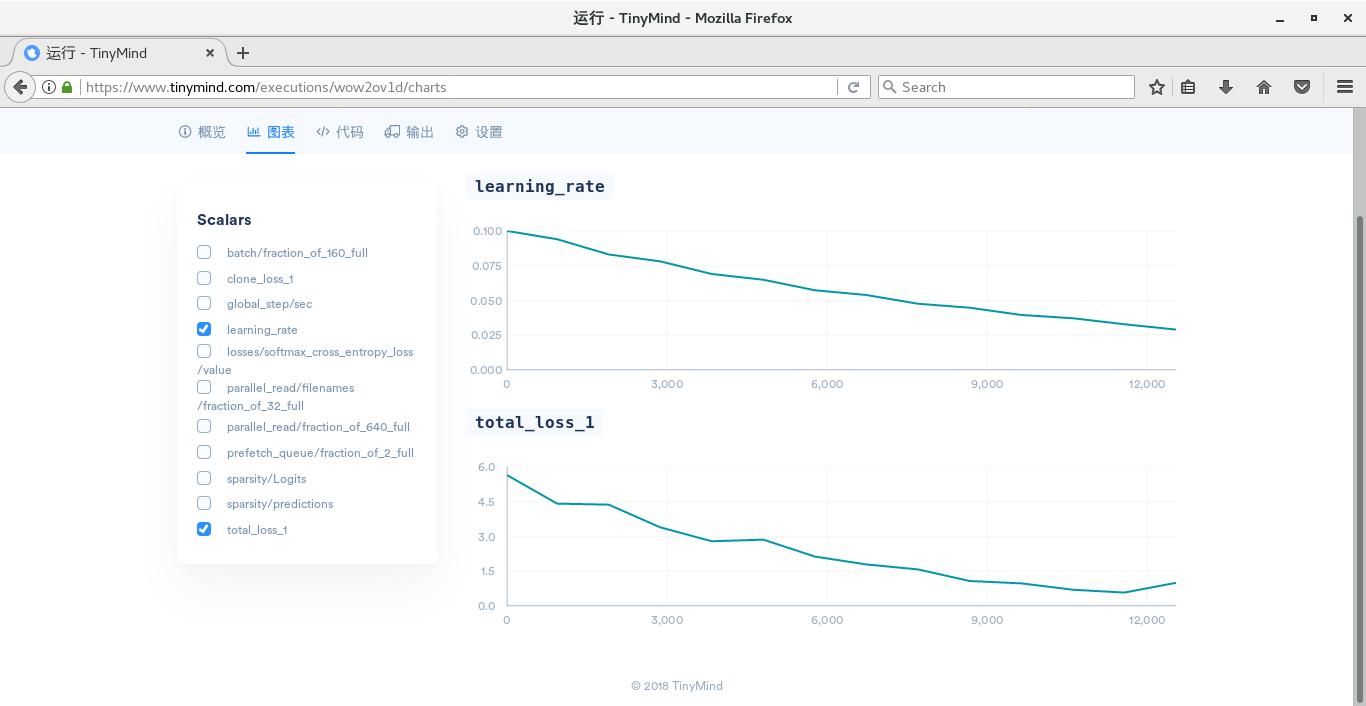 运行 - TinyMind - Mozilla Firefox
运行 - TinyMind
https://www.tinymind.com/executions/wow2ov1d/charts
Search
概览 图表 代码 输出 设置
Scalars
batch/fraction_of_160_full
clone_loss_1
global_step/sec
learning_rate
losses/softmax_cross_entropy_loss
/value
parallel_read/filenames
/fraction_of_32_full
parallel_read/fraction_of_640_full
prefetch_queue/fraction_of_2_full
sparsity/Logits
sparsity/predictions
total_loss_1
learning_rate
0.100
0.075
0.050
0.025
0.000
0 3,000 6,000 9,000 12,000
total_loss_1
6.0
4.5
3.0
1.5
0.0
0 3,000 6,000 9,000 12,000
© 2018 TinyMind